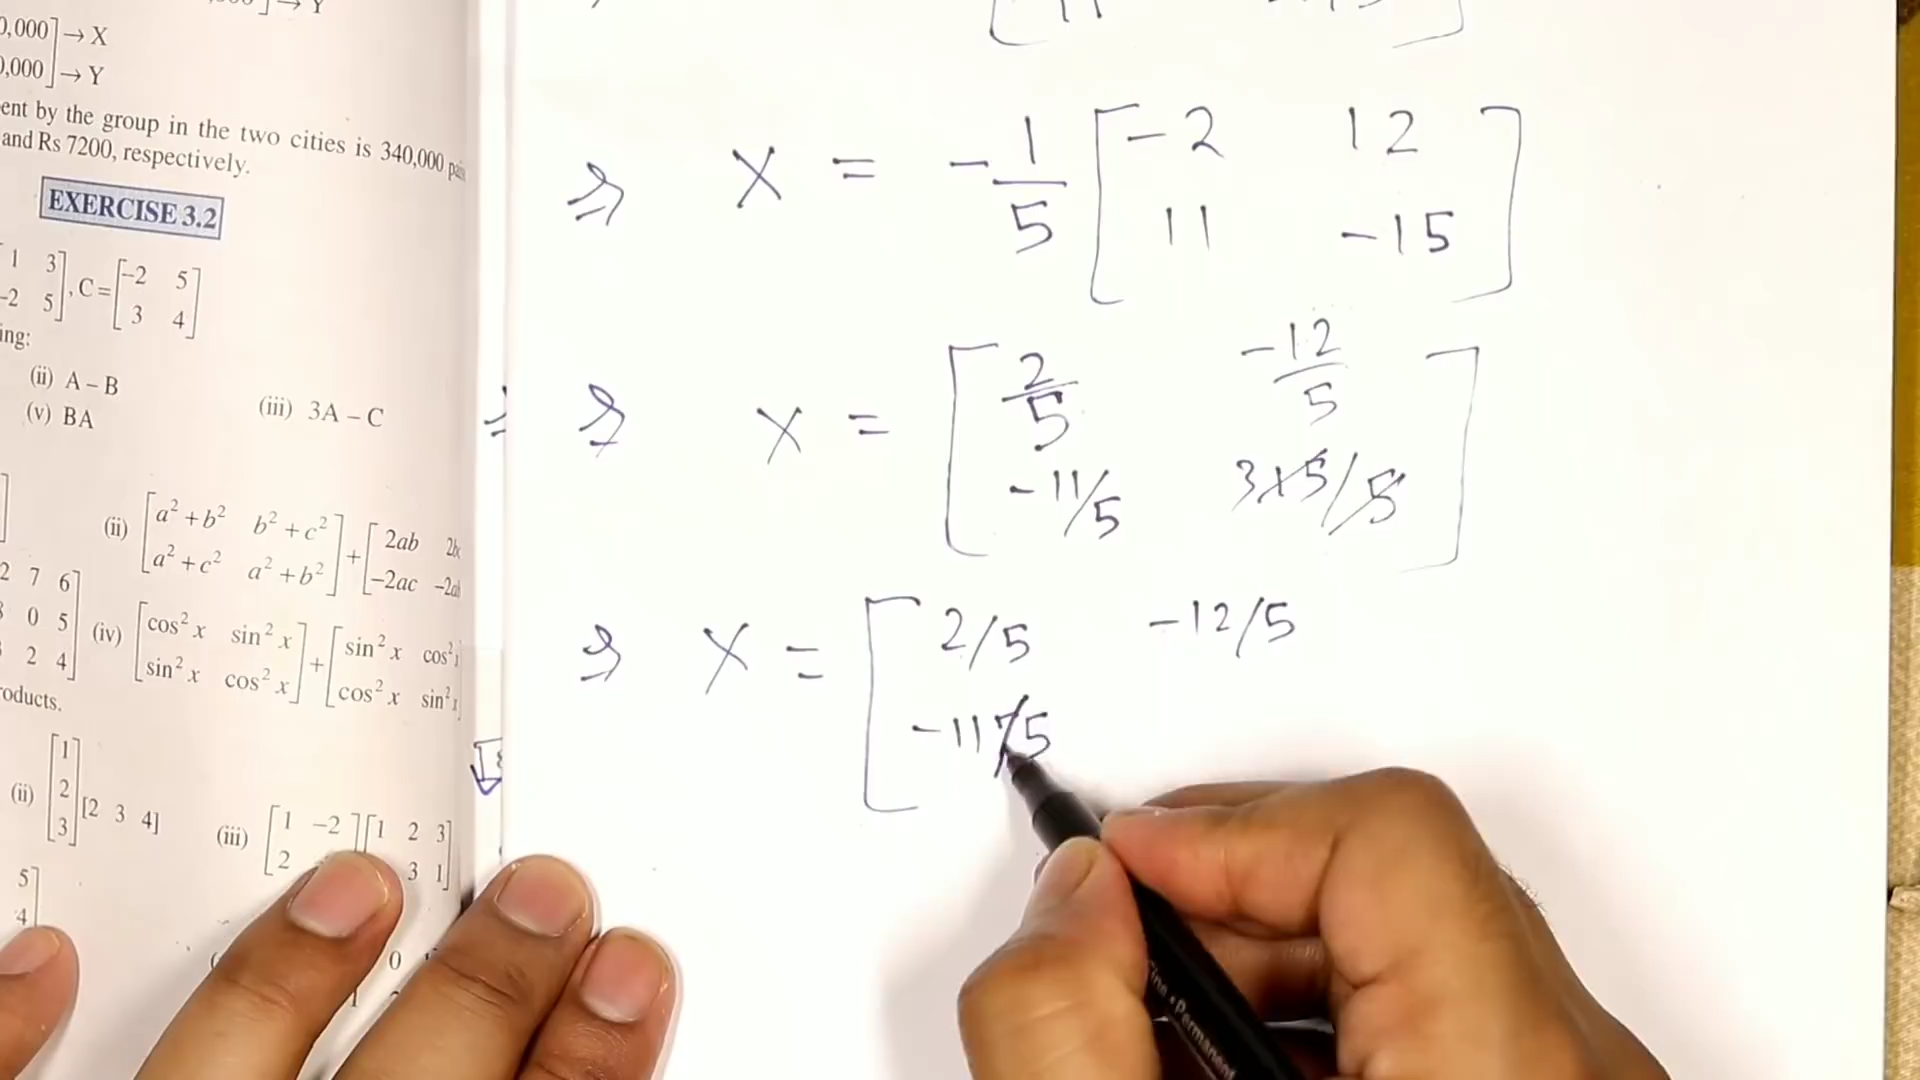 0,000 ] → X
0,000 ] → Y
ent by the group in the two cities is 340,000
and Rs 7200, respectively.
EXERCISE 3.2
1 3
-2 5 ], C = [ -2 5
3 4 ]
ing:
(ii) A – B
(iii) 3A – C
(v) BA
(ii) [ a² + b² b² + c²
a² + c² a² + b² ] + [ 2ab
-2ac ]
2 7 6
0 5
2 4 ]
(iv) [ cos² x sin² x
sin² x cos² x ] + [ sin² x cos²
cos² x sin² ]
roducts.
(ii) [ 1
2
3 ] [2 3 4]
(iii) [ 1 -2
2 ] [ 1 2 3
3 1 ]
5
4 ]
0
⇒ X = - 1/5 [ -2 12
11 -15 ]
⇒ X = [ 2/5 -12/5
-11/5 3x5/5 ]
⇒ X = [ 2/5 -12/5
-11/5